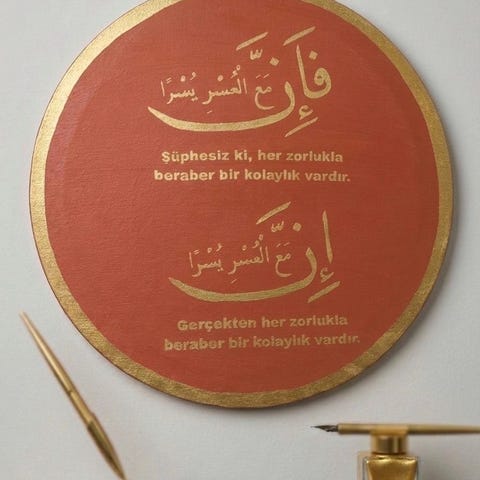 فَإِنَّ مَعَ الْعُسْرِ يُسْرًا
Şüphesiz ki, her zorlukla
beraber bir kolaylık vardır.
إِنَّ مَعَ الْعُسْرِ يُسْرًا
Gerçekten her zorlukla
beraber bir kolaylık vardır.